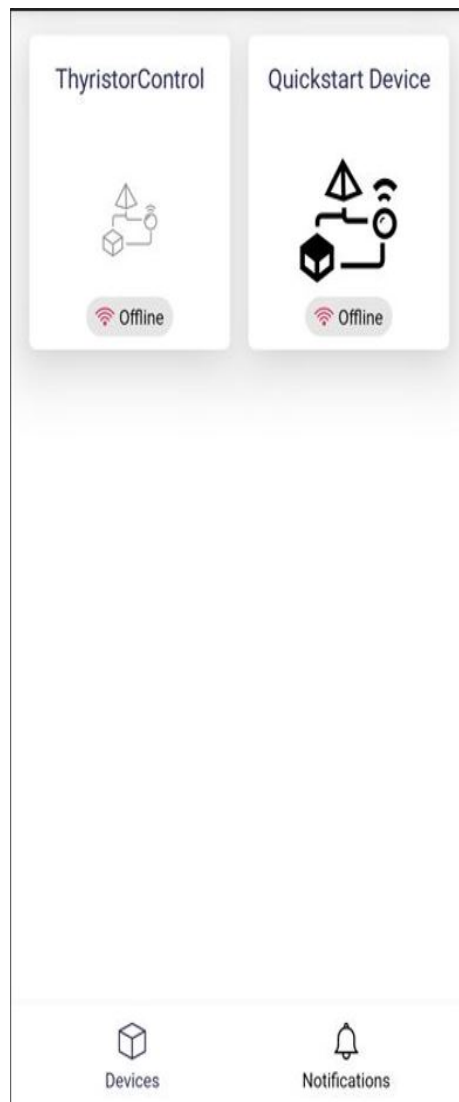 ThyristorControl
Quickstart Device
Offline
Offline
Devices
Notifications